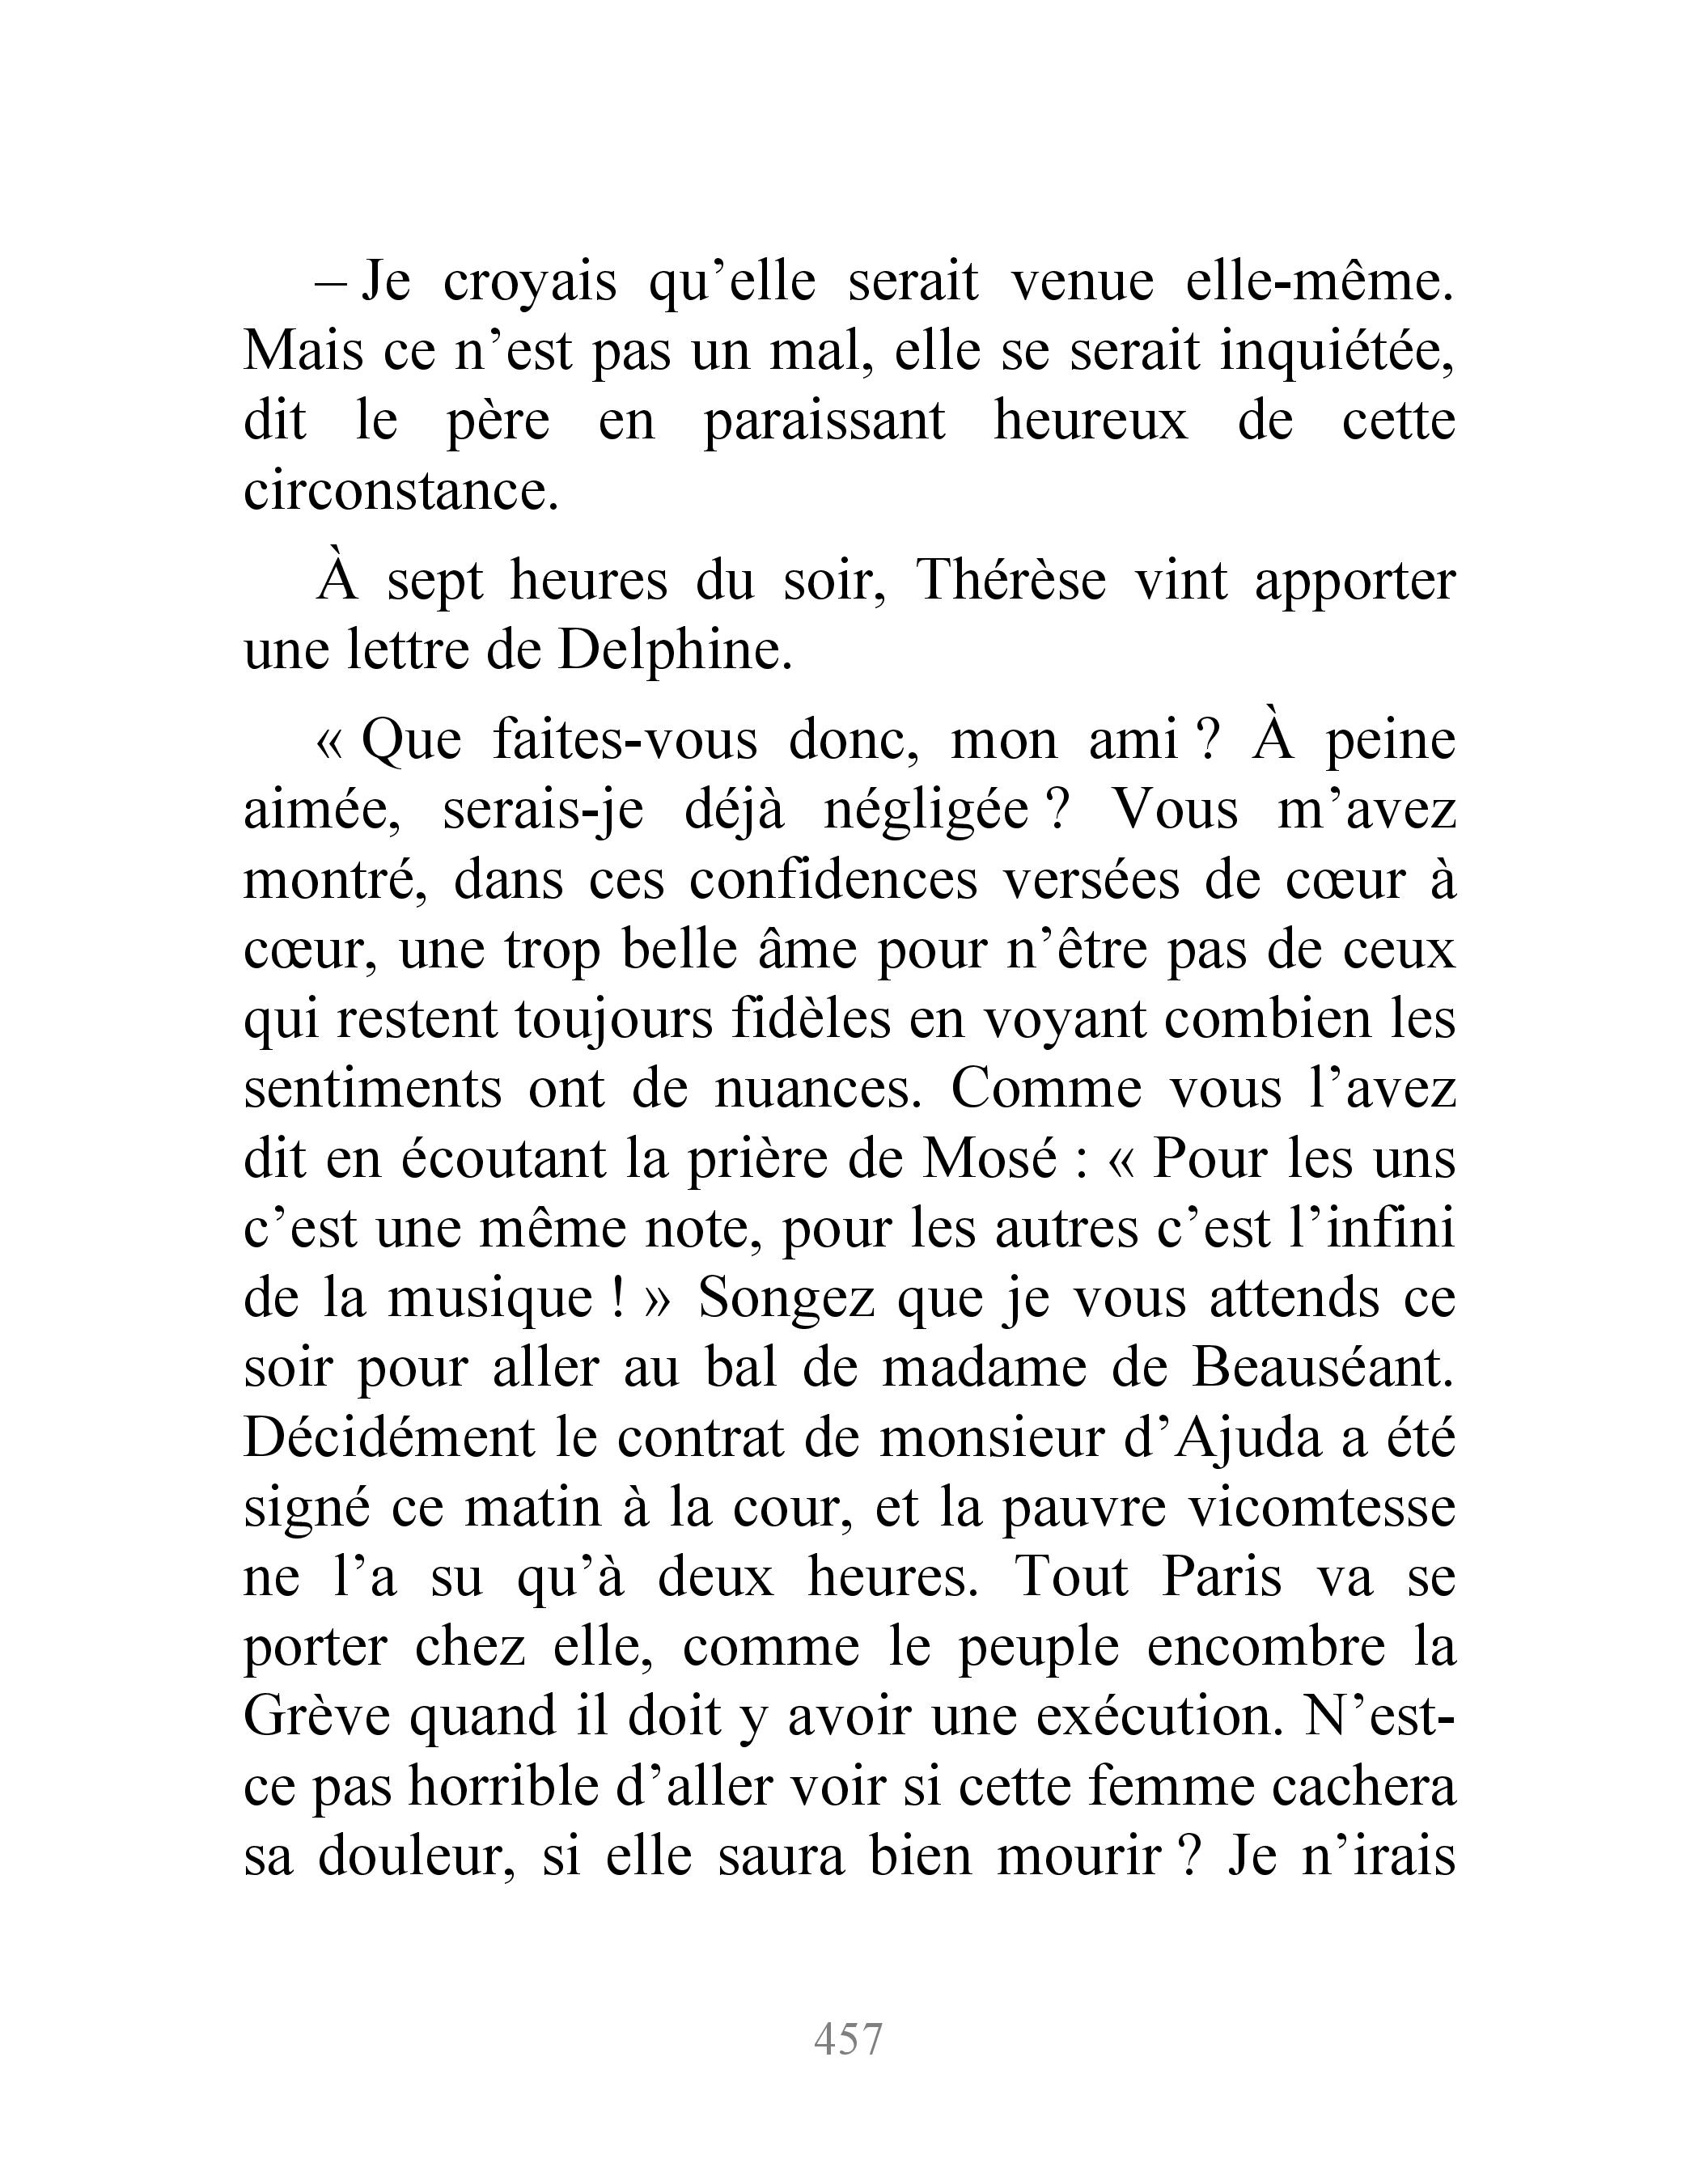 – Je croyais qu’elle serait venue elle-même.
Mais ce n’est pas un mal, elle se serait inquiétée,
dit le père en paraissant heureux de cette
circonstance.
À sept heures du soir, Thérèse vint apporter
une lettre de Delphine.
« Que faites-vous donc, mon ami ? À peine
aimée, serais-je déjà négligée ? Vous m’avez
montré, dans ces confidences versées de cœur à
cœur, une trop belle âme pour n’être pas de ceux
qui restent toujours fidèles en voyant combien les
sentiments ont de nuances. Comme vous l’avez
dit en écoutant la prière de Mosé : « Pour les uns
c’est une même note, pour les autres c’est l’infini
de la musique ! » Songez que je vous attends ce
soir pour aller au bal de madame de Beauséant.
Décidément le contrat de monsieur d’Ajuda a été
signé ce matin à la cour, et la pauvre vicomtesse
ne l’a su qu’à deux heures. Tout Paris va se
porter chez elle, comme le peuple encombre la
Grève quand il doit y avoir une exécution. N’est-
ce pas horrible d’aller voir si cette femme cachera
sa douleur, si elle saura bien mourir ? Je n’irais
457